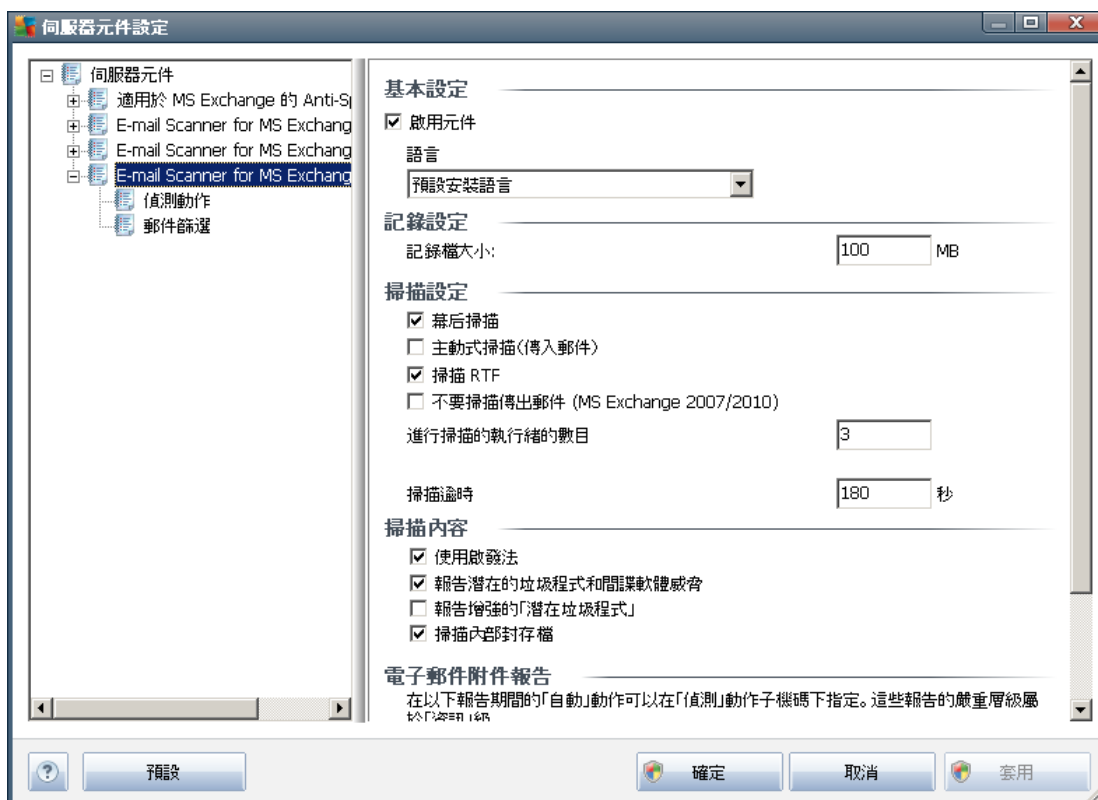 伺服器元件設定
伺服器元件
適用於 MS Exchange 的 Anti-S
E-mail Scanner for MS Exchang
E-mail Scanner for MS Exchang
E-mail Scanner for MS Exchang
偵測動作
郵件篩選
基本設定
啟用元件
語言
預設安裝語言
記錄設定
記錄檔大小:
100 MB
掃描設定
幕后掃描
主動式掃描(傳入郵件)
掃描 RTF
不要掃描傳出郵件 (MS Exchange 2007/2010)
進行掃描的執行緒的數目
3
掃描逾時
180 秒
掃描內容
使用啟發法
報告潛在的垃圾程式和間諜軟體威脅
報告增強的「潛在垃圾程式」
掃描內部封存檔
電子郵件附件報告
在以下報告期間的「自動」動作可以在「偵測」動作子機碼下指定。這些報告的嚴重層級屬
於「資訊」級
?
預設
確定
取消
套用